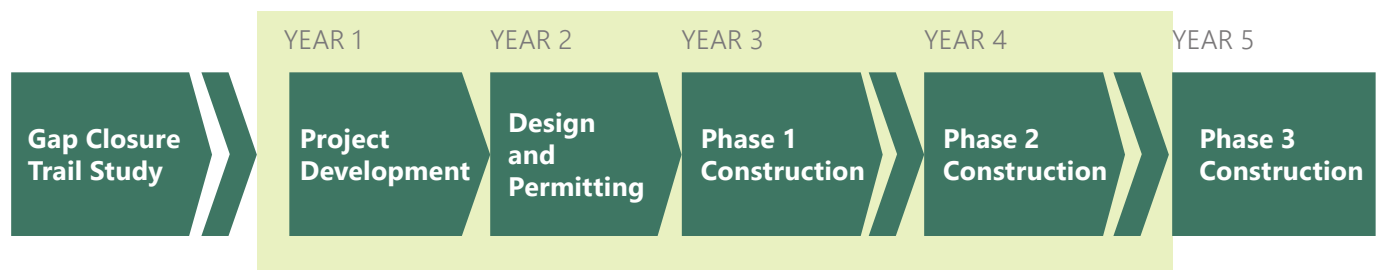 YEAR 1
YEAR 2
YEAR 3
YEAR 4
YEAR 5
Gap Closure
Trail Study
Project
Development
Design
and
Permitting
Phase 1
Construction
Phase 2
Construction
Phase 3
Construction